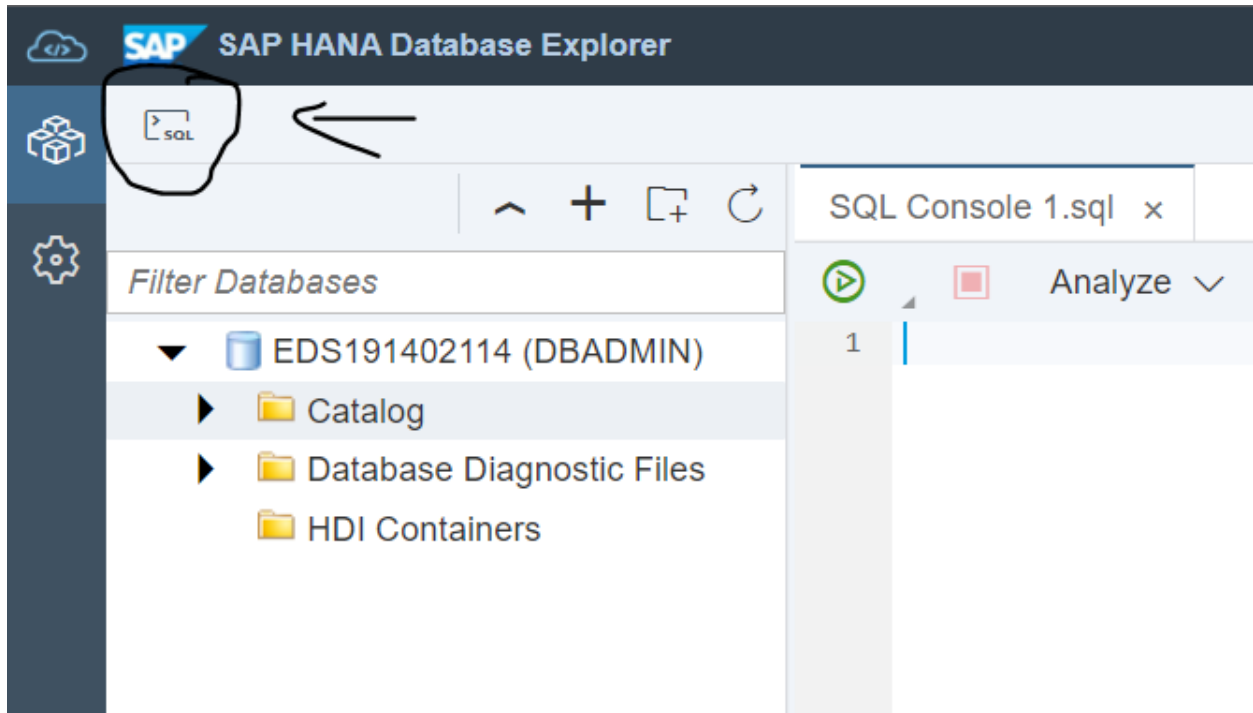 SAP SAP HANA Database Explorer
SQL
SQL Console 1.sql ×
Filter Databases
Analyze
EDS191402114 (DBADMIN)
1
Catalog
Database Diagnostic Files
HDI Containers